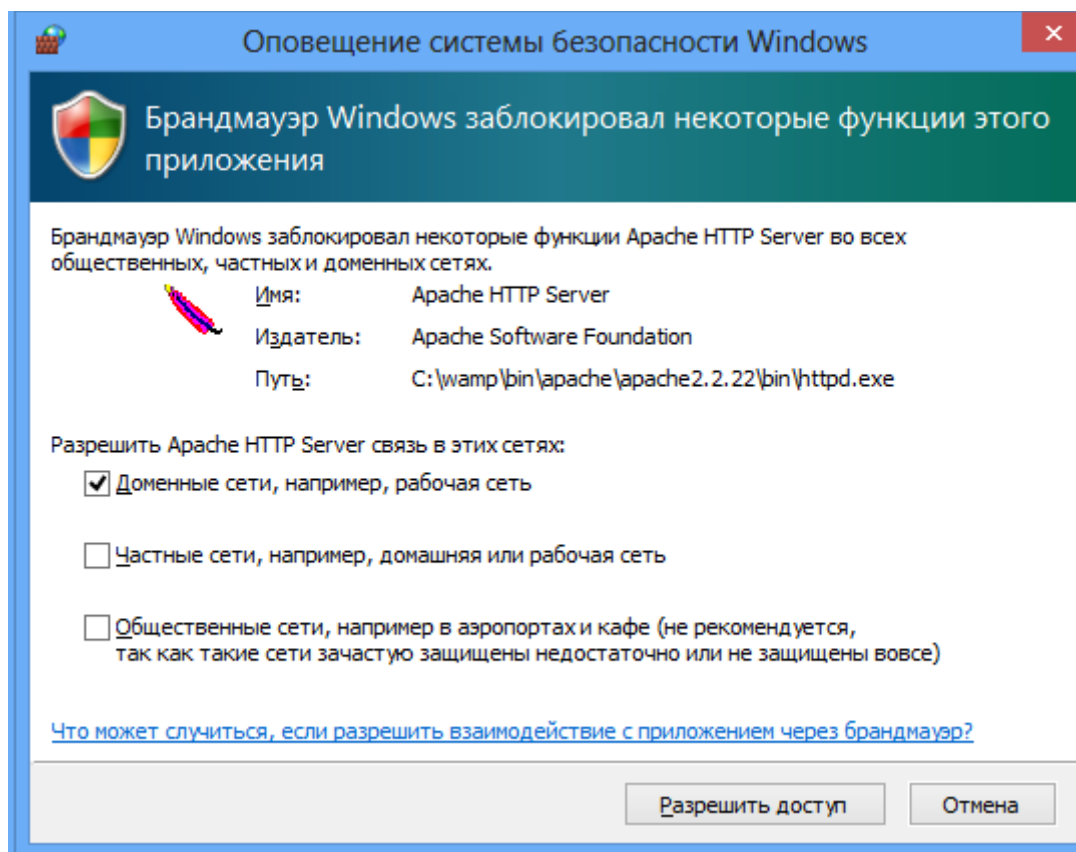 Оповещение системы безопасности Windows
Брандмауэр Windows заблокировал некоторые функции этого
приложения
Брандмауэр Windows заблокировал некоторые функции Apache HTTP Server во всех
общественных, частных и доменных сетях.
Имя: Apache HTTP Server
Издатель: Apache Software Foundation
Путь: C:\wamp\bin\apache\apache2.2.22\bin\httpd.exe
Разрешить Apache HTTP Server связь в этих сетях:
Доменные сети, например, рабочая сеть
Частные сети, например, домашняя или рабочая сеть
Общественные сети, например в аэропортах и кафе (не рекомендуется,
так как такие сети зачастую защищены недостаточно или не защищены вовсе)
Что может случиться, если разрешить взаимодействие с приложением через брандмауэр?
Разрешить доступ Отмена